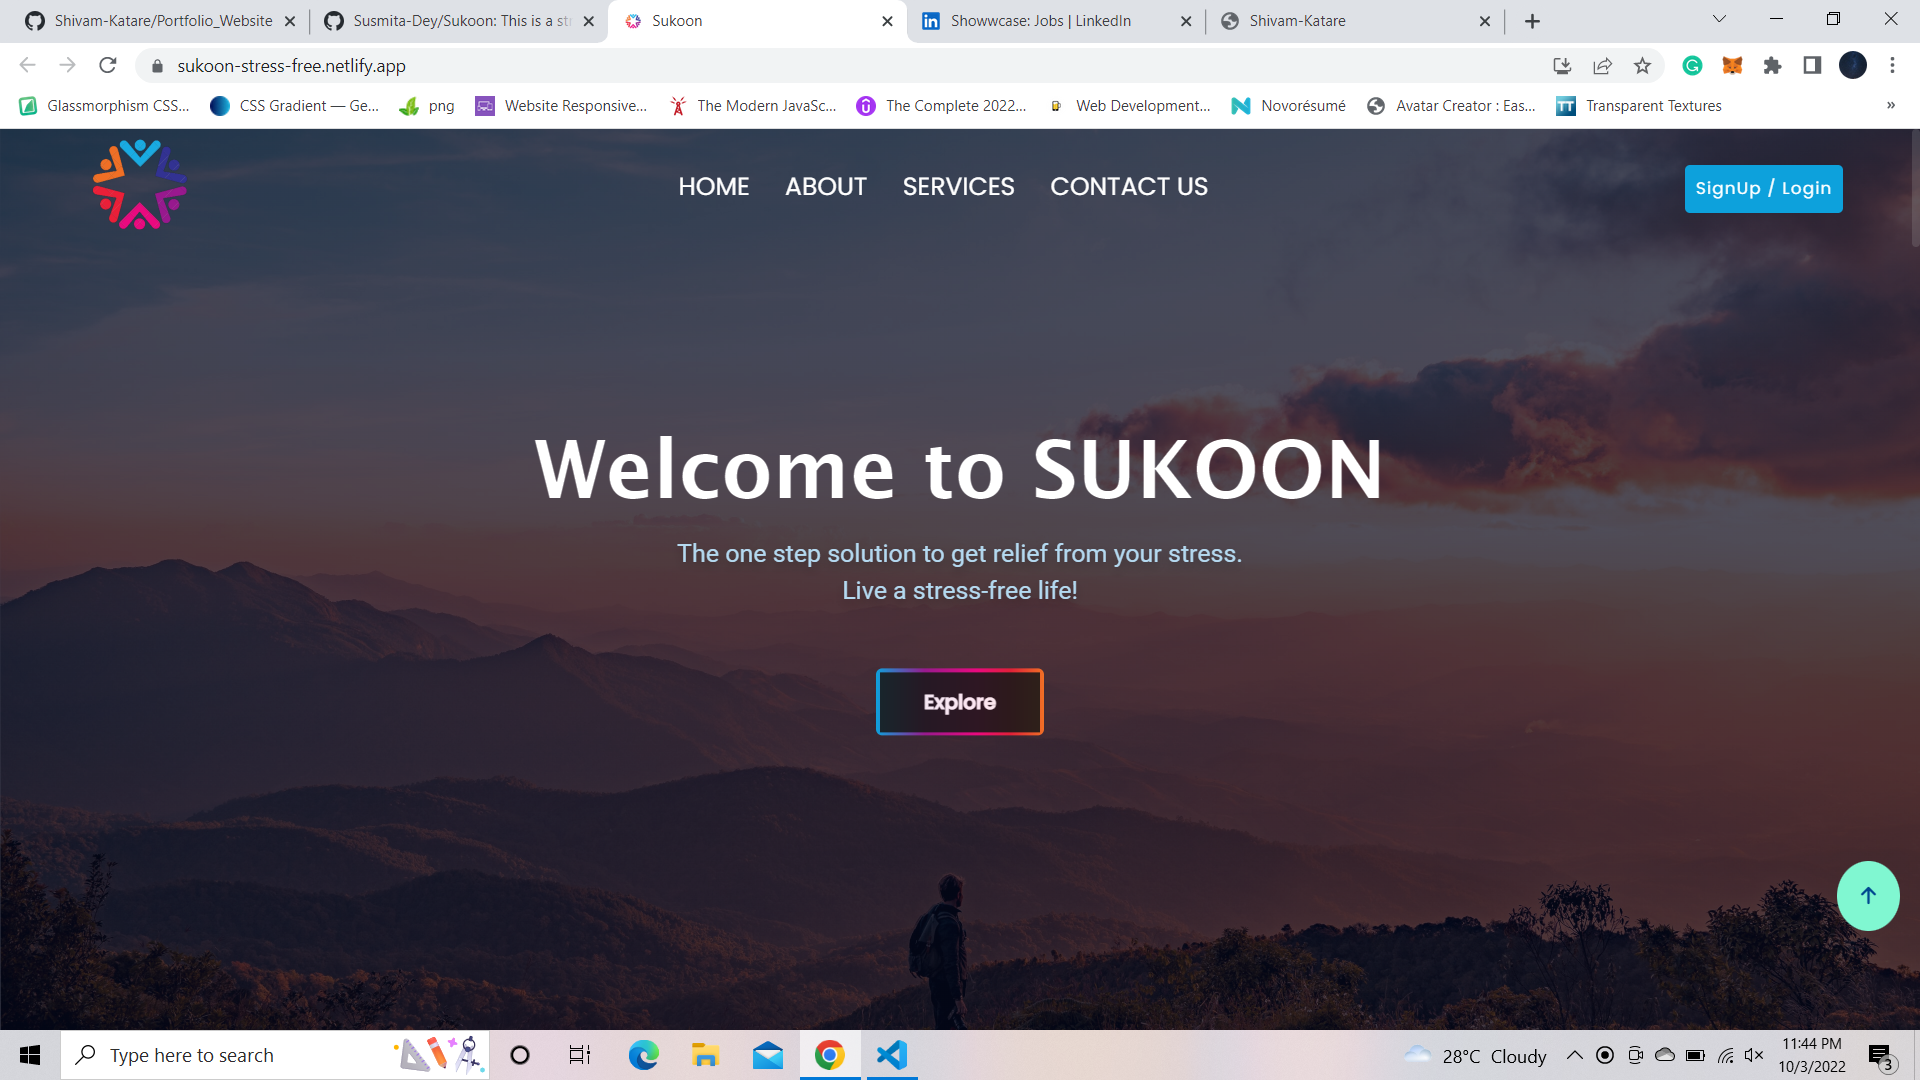 Shivam-Katare/Portfolio_Website
Susmita-Dey/Sukoon: This is a str
Sukoon
Showwcase: Jobs | LinkedIn
Shivam-Katare
sukoon-stress-free.netlify.app
Glassmorphism CSS...
CSS Gradient — Ge...
png
Website Responsive...
The Modern JavaSc...
The Complete 2022...
Web Development...
Novorésumé
Avatar Creator : Eas...
TT
Transparent Textures
»
HOME
ABOUT
SERVICES
CONTACT US
SignUp / Login
Welcome to SUKOON
The one step solution to get relief from your stress.
Live a stress-free life!
Explore
Type here to search
28°C Cloudy
11:44 PM
10/3/2022
3